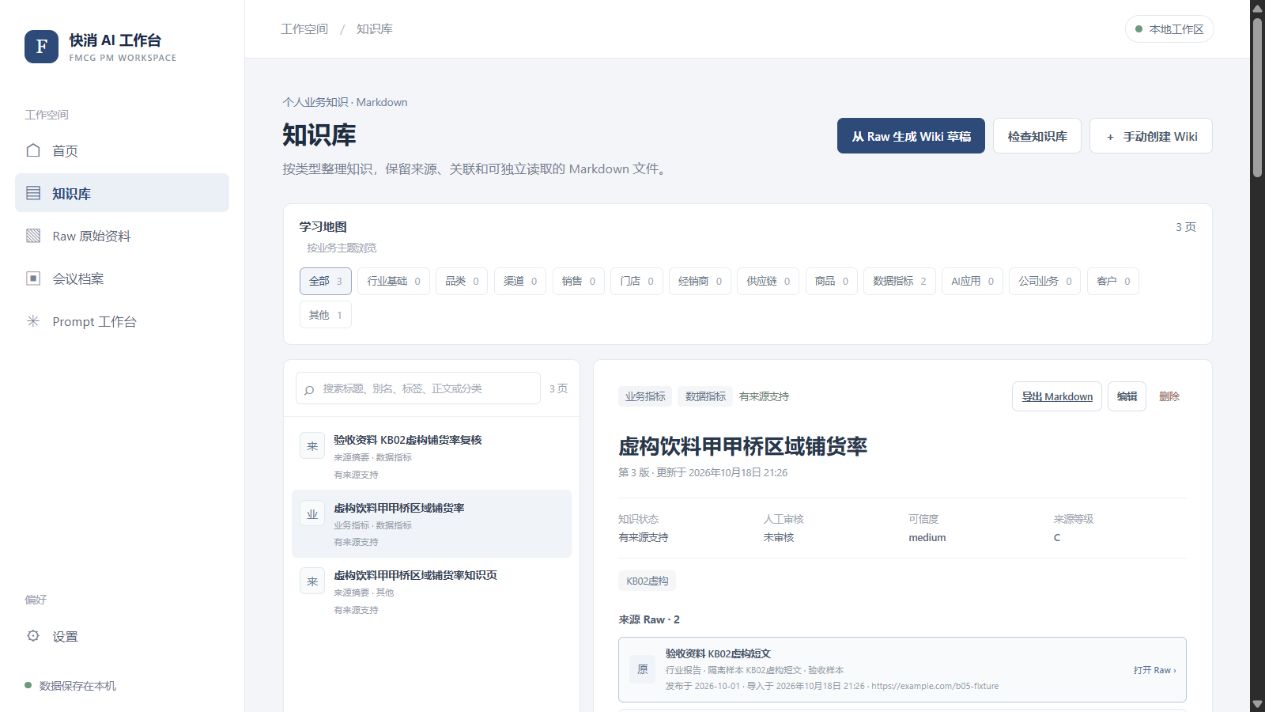 F
快消 AI 工作台
FMCG PM WORKSPACE
工作空间
首页
知识库
Raw 原始资料
会议档案
Prompt 工作台
偏好
设置
数据保存在本机
工作空间 / 知识库
本地工作区
个人业务知识 · Markdown
知识库
按类型整理知识，保留来源、关联和可独立读取的 Markdown 文件。
从 Raw 生成 Wiki 草稿
检查知识库
+ 手动创建 Wiki
学习地图
3 页
按业务主题浏览
全部 3 行业基础 0 品类 0 渠道 0 销售 0 门店 0 经销商 0 供应链 0 商品 0 数据指标 2 AI应用 0 公司业务 0 客户 0
其他 1
搜索标题、别名、标签、正文或分类
3 页
来
验收资料 KB02虚构铺货率复核
来源摘要 · 数据指标
有来源支持
业
虚构饮料甲甲桥区域铺货率
业务指标 · 数据指标
有来源支持
来
虚构饮料甲甲桥区域铺货率知识页
来源摘要 · 其他
有来源支持
业务指标 数据指标 有来源支持
导出 Markdown 编辑 删除
虚构饮料甲甲桥区域铺货率
第 3 版 · 更新于 2026年10月18日 21:26
知识状态 人工审核 可信度 来源等级
有来源支持 未审核 medium C
KB02虚构
来源 Raw · 2
原
验收资料 KB02虚构短文
行业报告 · 隔离样本 KB02虚构短文 · 验收样本
发布于 2026-10-01 · 导入于 2026年10月18日 21:26 · https://example.com/b05-fixture
打开 Raw ›